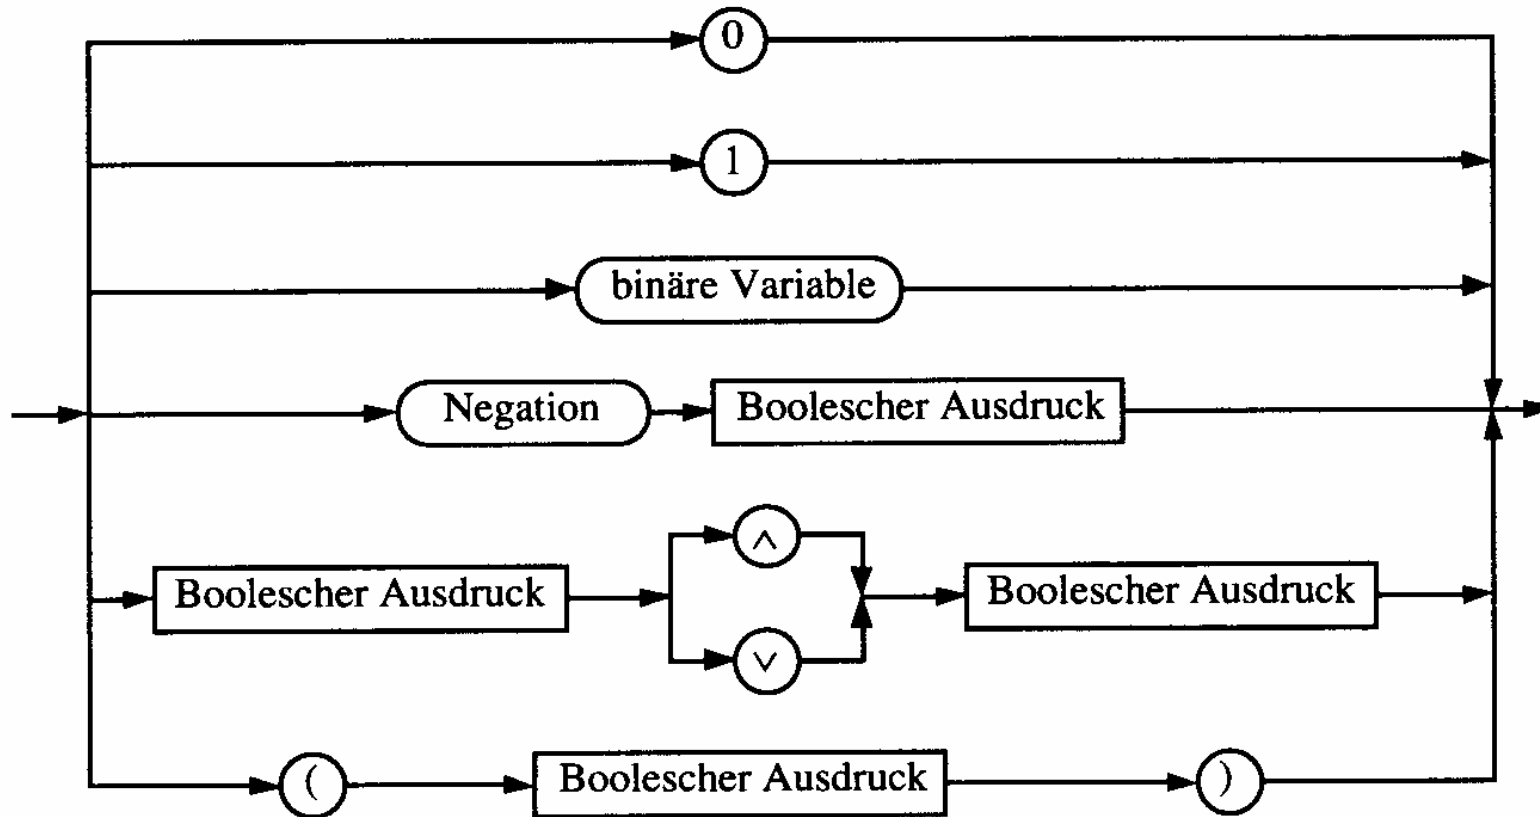 0
1
binäre Variable
Negation Boolescher Ausdruck
∧
Boolescher Ausdruck Boolescher Ausdruck
∨
( Boolescher Ausdruck )